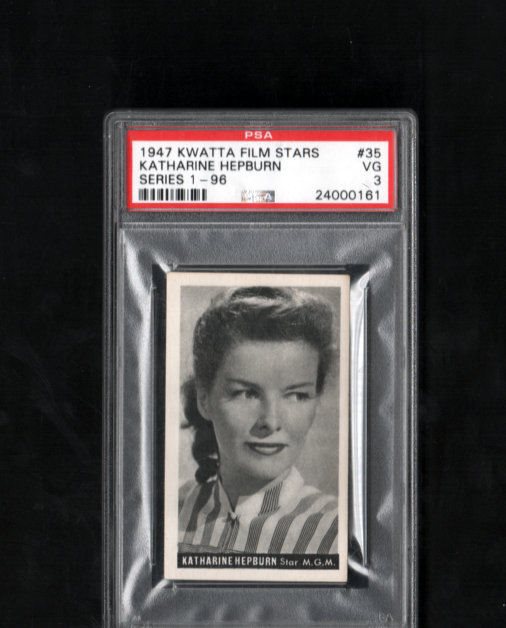 PSA
1947 KWATTA FILM STARS #35
KATHARINE HEPBURN VG
SERIES 1-96 3
24000161
KATHARINE HEPBURN Star M.G.M.